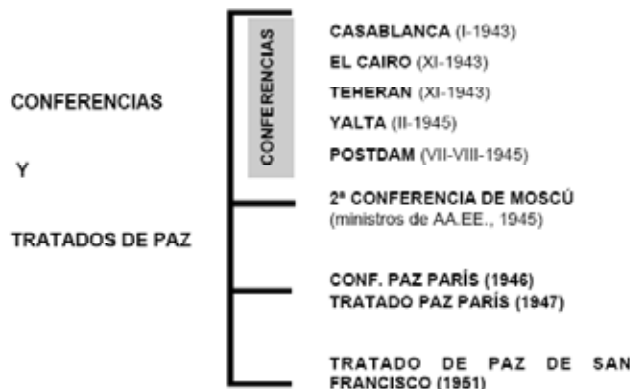 CONFERENCIAS
Y
TRATADOS DE PAZ
CONFERENCIAS
CASABLANCA (I-1943)
EL CAIRO (XI-1943)
TEHERAN (XI-1943)
YALTA (II-1945)
POSTDAM (VII-VIII-1945)
2ª CONFERENCIA DE MOSCÚ
(ministros de AA.EE., 1945)
CONF. PAZ PARÍS (1946)
TRATADO PAZ PARÍS (1947)
TRATADO DE PAZ DE SAN
FRANCISCO (1951)